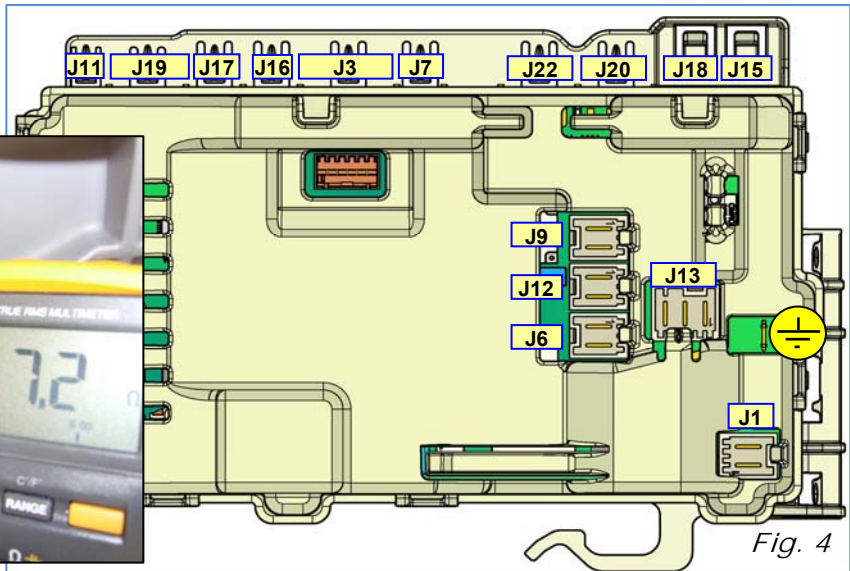 J11 J19 J17 J16 J3 J7 J22 J20 J18 J15
J9
J12
J13
J6
J1
TRUE RMS MULTIMETER
7.2 Ω
°C/°F
RANGE
Ω
Fig. 4